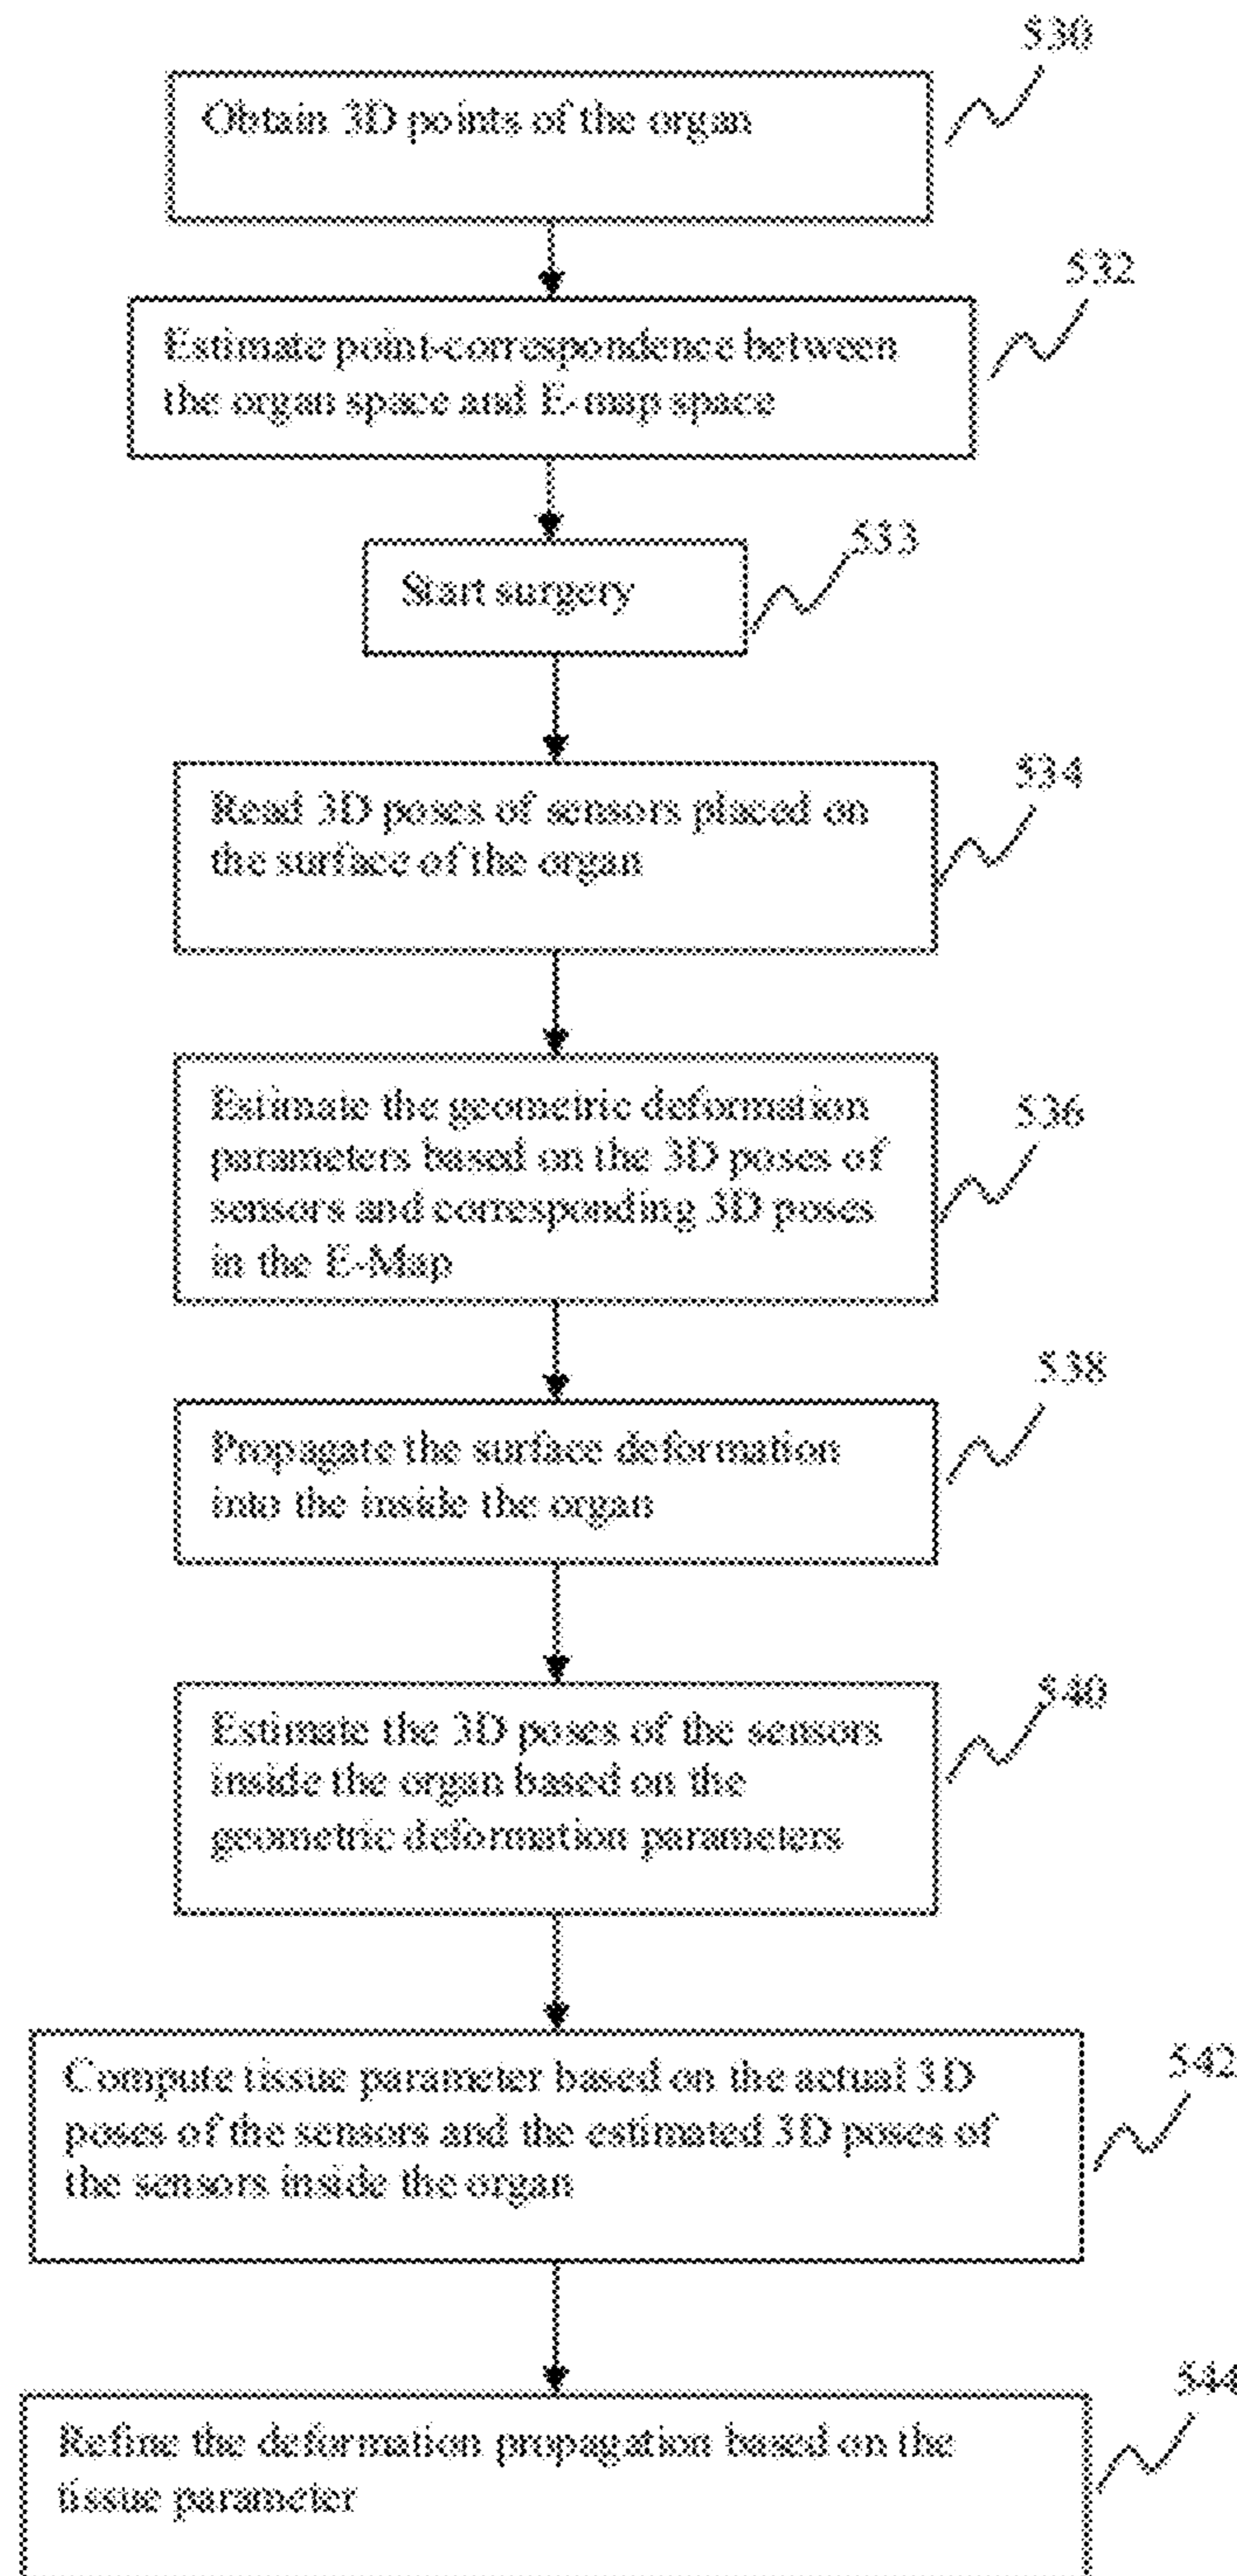 530
Obtain 3D points of the organ
532
Estimate point-correspondence between
the organ space and E-map space
533
Start surgery
534
Read 3D poses of sensors placed on
the surface of the organ
536
Estimate the geometric deformation
parameters based on the 3D poses of
sensors and corresponding 3D poses
in the E-Map
538
Propagate the surface deformation
into the inside the organ
540
Estimate the 3D poses of the sensors
inside the organ based on the
geometric deformation parameters
542
Compute tissue parameter based on the actual 3D
poses of the sensors and the estimated 3D poses of
the sensors inside the organ
544
Refine the deformation propagation based on the
tissue parameter